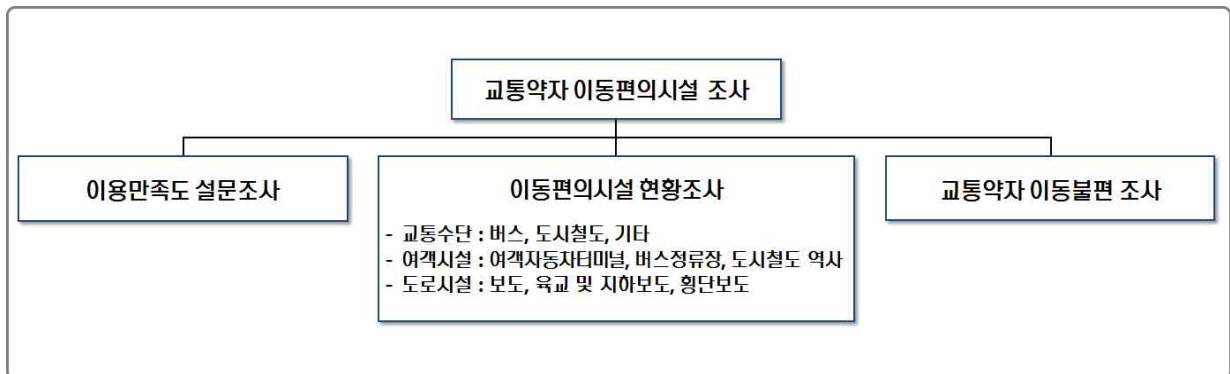 교통약자 이동편의시설 조사
이용만족도 설문조사
이동편의시설 현황조사
- 교통수단 : 버스, 도시철도, 기타
- 여객시설 : 여객자동차터미널, 버스정류장, 도시철도 역사
- 도로시설 : 보도, 육교 및 지하보도, 횡단보도
교통약자 이동불편 조사